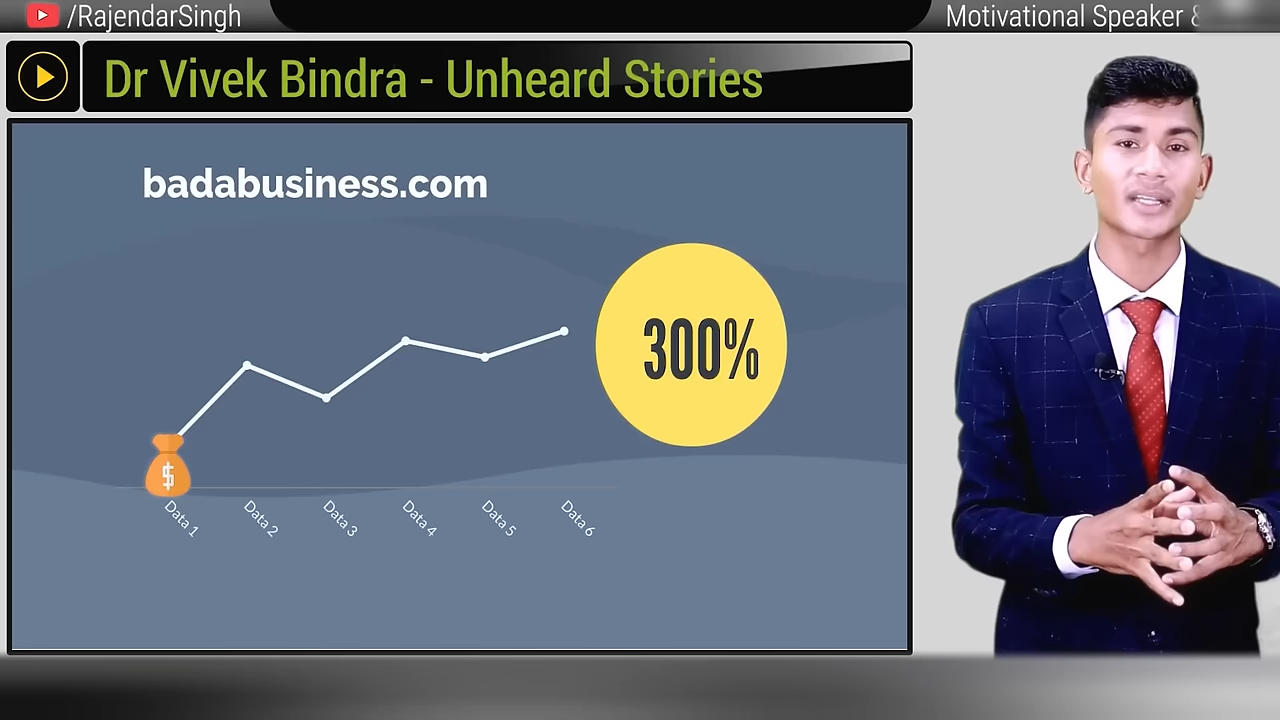 /RajendarSingh
Motivational Speaker &
Dr Vivek Bindra - Unheard Stories
badabusiness.com
300%
$
Data 1
Data 2
Data 3
Data 4
Data 5
Data 6